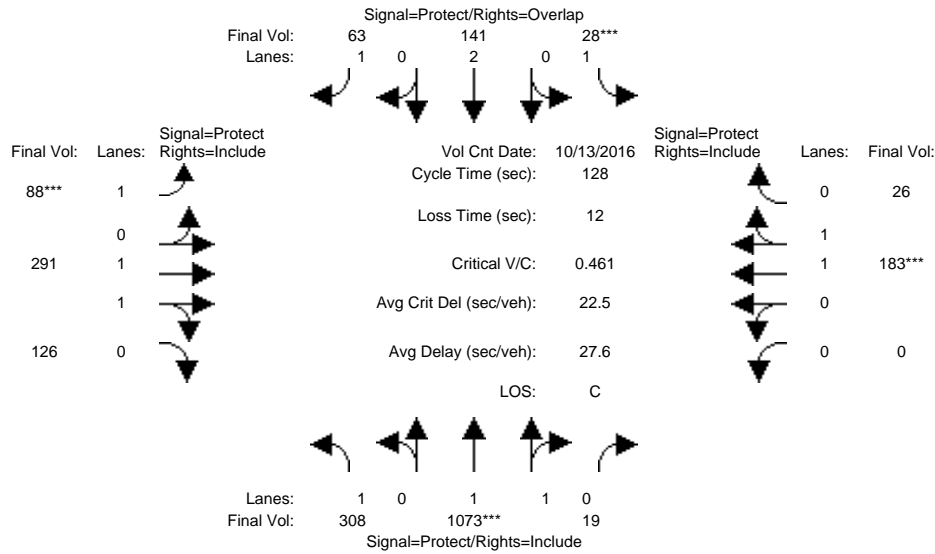 Signal=Protect/Rights=Overlap
Final Vol: 63 141 28***
Lanes: 1 0 2 0 1
Signal=Protect Signal=Protect
Final Vol: Lanes: Rights=Include Vol Cnt Date: 10/13/2016 Rights=Include Lanes: Final Vol:
Cycle Time (sec): 128
88*** 1 0 26
Loss Time (sec): 12
0 1
291 1 Critical V/C: 0.461 1 183***
1 Avg Crit Del (sec/veh): 22.5 0
126 0 Avg Delay (sec/veh): 27.6 0 0
LOS: C
Lanes: 1 0 1 1 0
Final Vol: 308 1073*** 19
Signal=Protect/Rights=Include